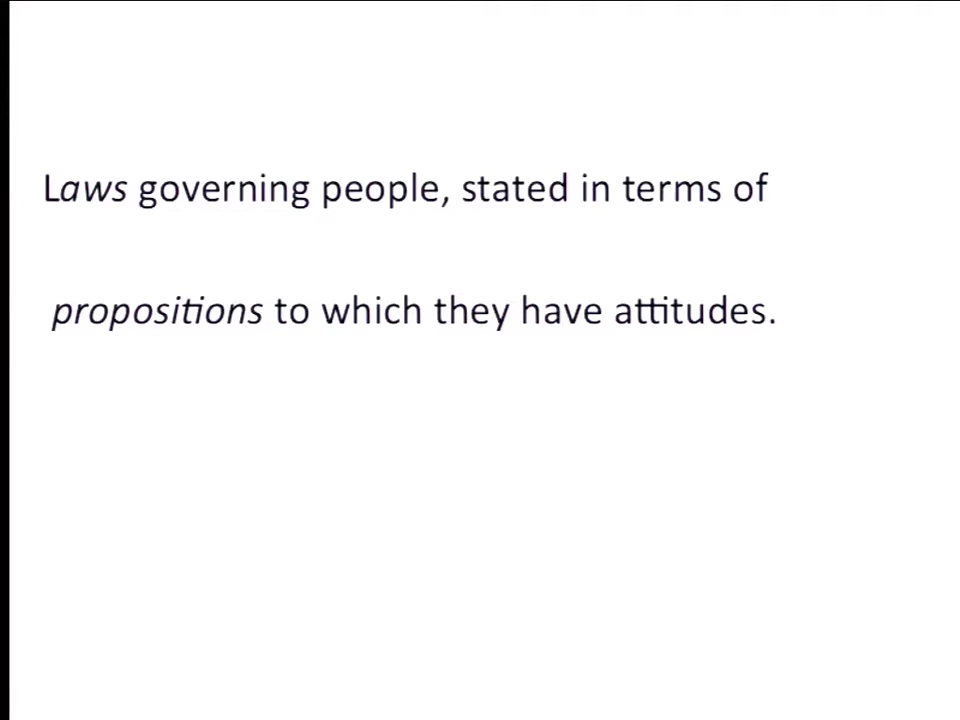 Laws governing people, stated in terms of
propositions to which they have attitudes.